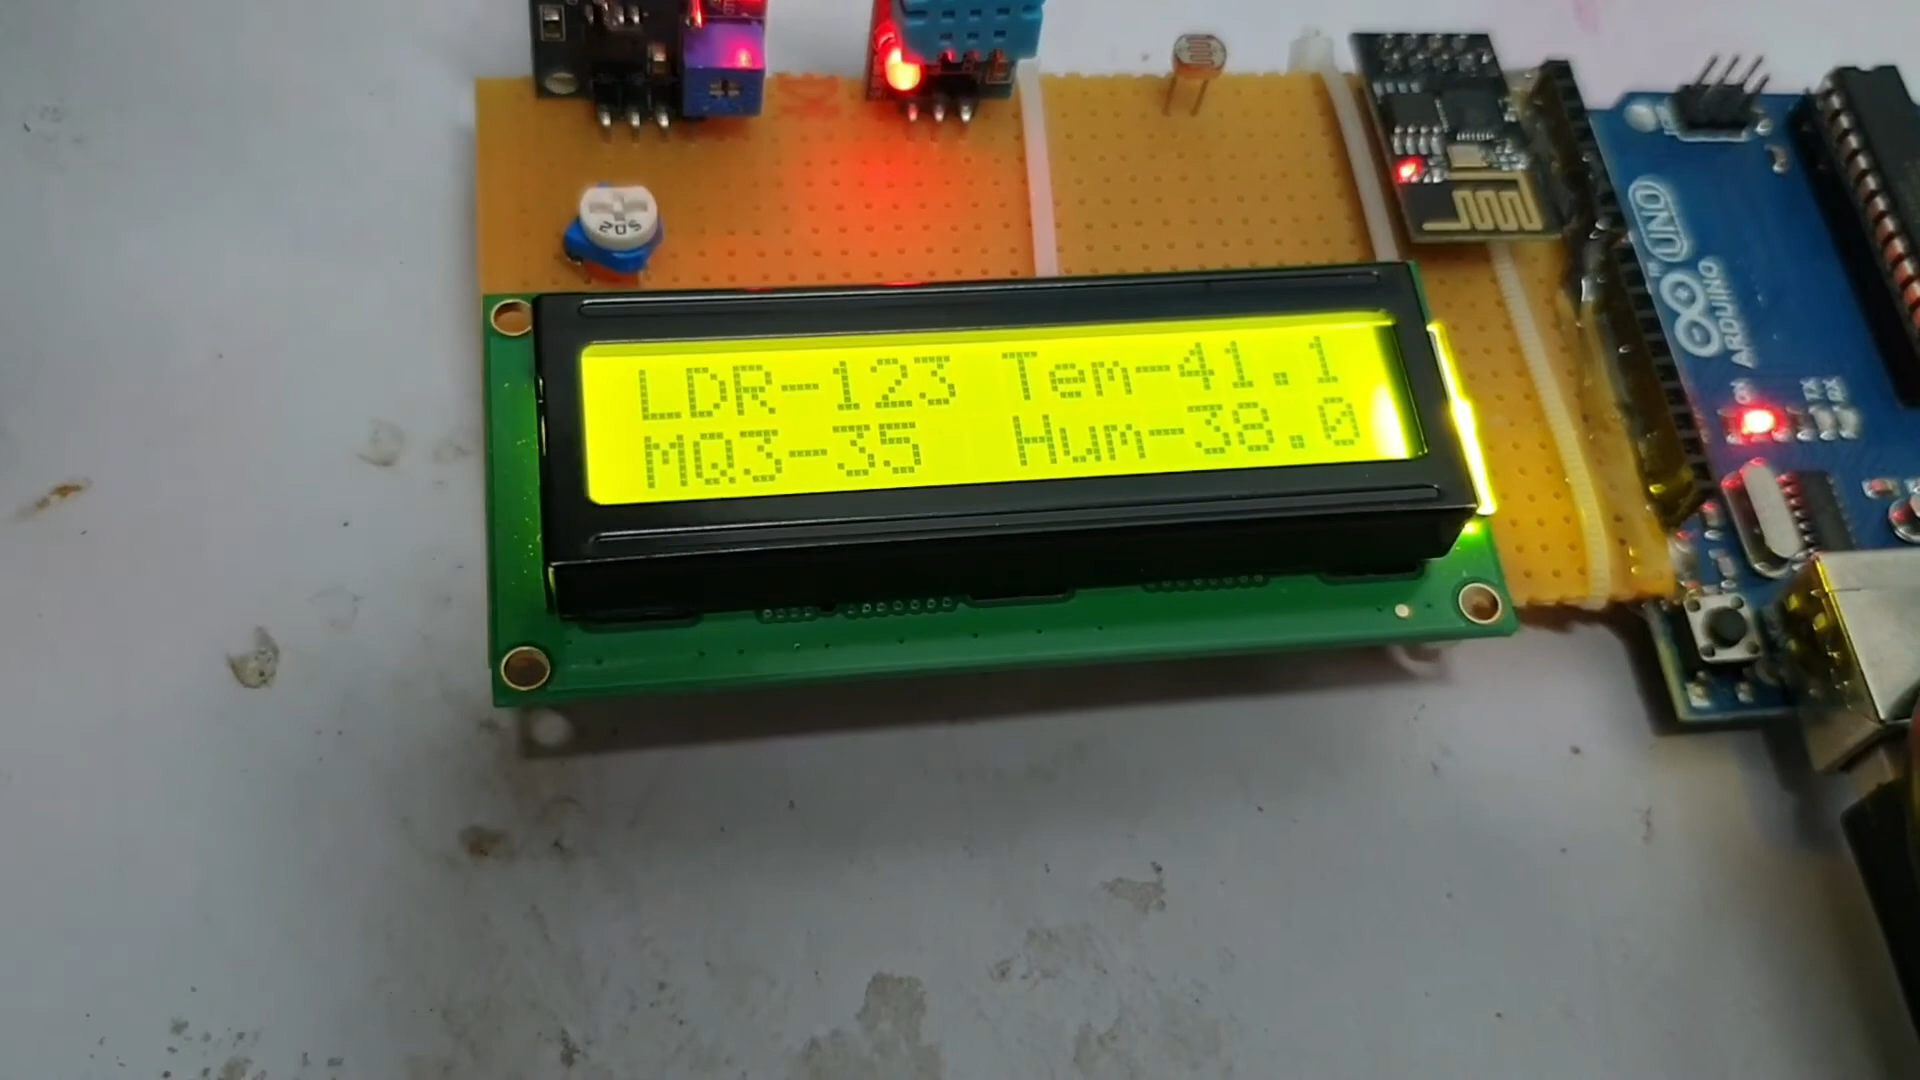 LDR-123 Tem-41.1
MQ3-35 Hum-38.0
205
UNO
ARDUINO
ON
TX
RX